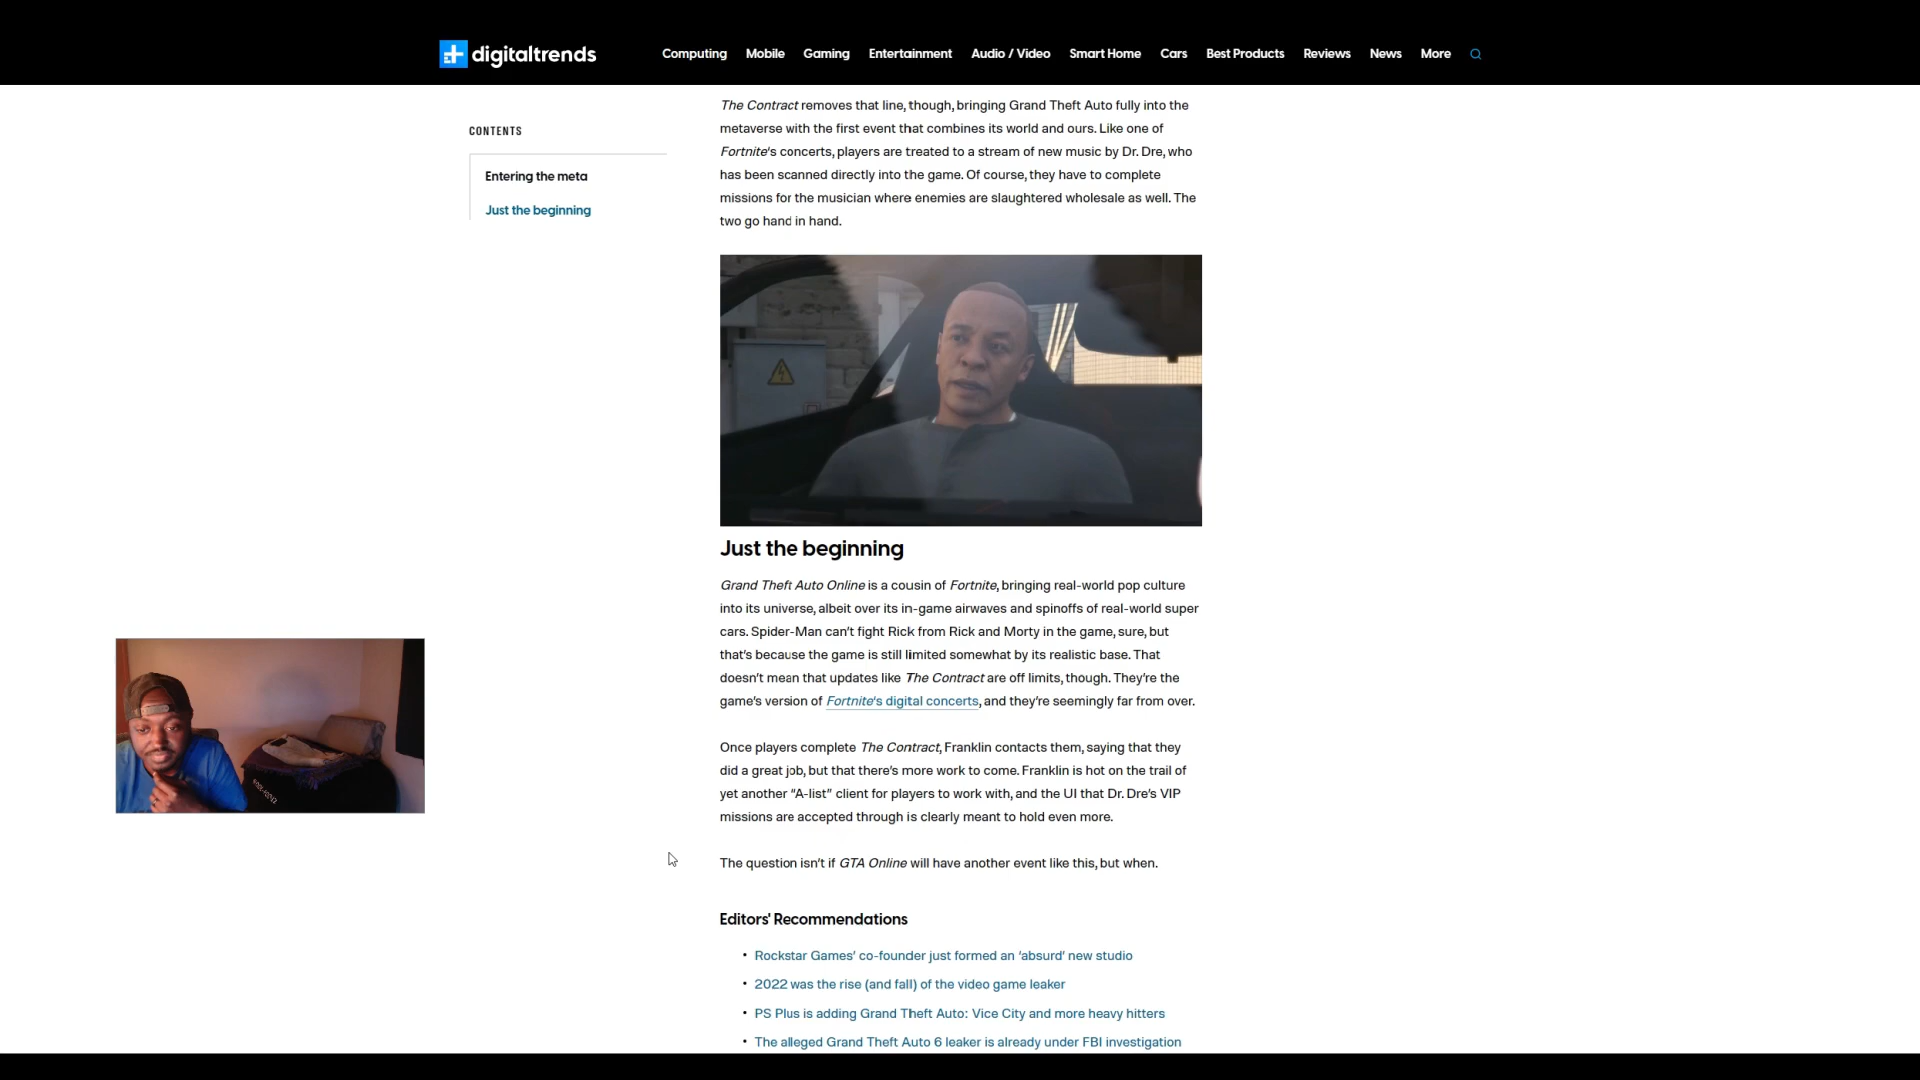 digitaltrends
Computing Mobile Gaming Entertainment Audio / Video Smart Home Cars Best Products Reviews News More
CONTENTS
Entering the meta
Just the beginning
The Contract removes that line, though, bringing Grand Theft Auto fully into the
metaverse with the first event that combines its world and ours. Like one of
Fortnite's concerts, players are treated to a stream of new music by Dr. Dre, who
has been scanned directly into the game. Of course, they have to complete
missions for the musician where enemies are slaughtered wholesale as well. The
two go hand in hand.
Just the beginning
Grand Theft Auto Online is a cousin of Fortnite, bringing real-world pop culture
into its universe, albeit over its in-game airwaves and spinoffs of real-world super
cars. Spider-Man can't fight Rick from Rick and Morty in the game, sure, but
that's because the game is still limited somewhat by its realistic base. That
doesn't mean that updates like The Contract are off limits, though. They're the
game's version of Fortnite's digital concerts, and they're seemingly far from over.
Once players complete The Contract, Franklin contacts them, saying that they
did a great job, but that there's more work to come. Franklin is hot on the trail of
yet another “A-list” client for players to work with, and the UI that Dr. Dre's VIP
missions are accepted through is clearly meant to hold even more.
The question isn't if GTA Online will have another event like this, but when.
Editors' Recommendations
• Rockstar Games' co-founder just formed an ‘absurd’ new studio
• 2022 was the rise (and fall) of the video game leaker
• PS Plus is adding Grand Theft Auto: Vice City and more heavy hitters
• The alleged Grand Theft Auto 6 leaker is already under FBI investigation